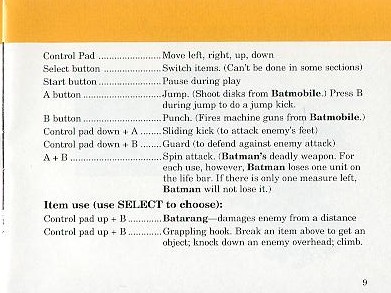 Control Pad ......................Move left, right, up, down
Select button ....................Switch items. (Can't be done in some sections)
Start button ......................Pause during play
A button ...........................Jump. (Shoot disks from Batmobile.) Press B
during jump to do a jump kick.
B button ...........................Punch. (Fires machine guns from Batmobile.)
Control pad down + A .......Sliding kick (to attack enemy's feet)
Control pad down + B .......Guard (to defend against enemy attack)
A + B ................................Spin attack. (Batman's deadly weapon. For
each use, however, Batman loses one unit on
the life bar. If there is only one measure left,
Batman will not lose it.)
Item use (use SELECT to choose):
Control pad up + B ............Batarang—damages enemy from a distance
Control pad up + B ............Grappling hook. Break an item above to get an
object; knock down an enemy overhead; climb.
9